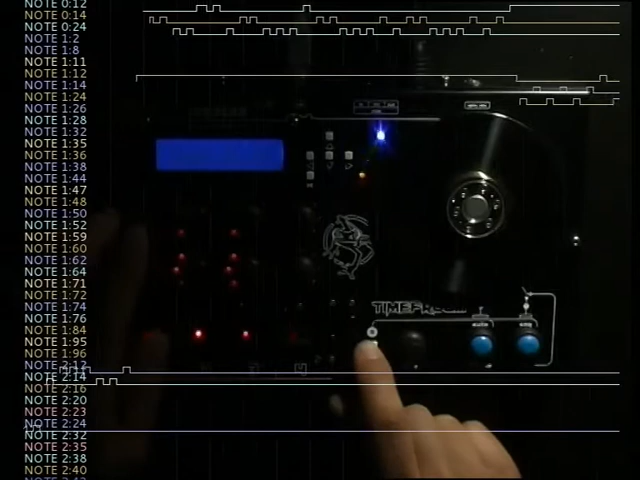 NOTE 0:12
NOTE 0:14
NOTE 0:24
NOTE 1:2
NOTE 1:8
NOTE 1:11
NOTE 1:12
NOTE 1:14
NOTE 1:24
NOTE 1:26
NOTE 1:28
NOTE 1:32
NOTE 1:35
NOTE 1:36
NOTE 1:38
NOTE 1:44
NOTE 1:47
NOTE 1:48
NOTE 1:50
NOTE 1:52
NOTE 1:59
NOTE 1:60
NOTE 1:62
NOTE 1:64
NOTE 1:71
NOTE 1:72
NOTE 1:74
NOTE 1:76
NOTE 1:84
NOTE 1:95
NOTE 1:96
NOTE 2:12
NOTE 2:14
NOTE 2:16
NOTE 2:20
NOTE 2:23
NOTE 2:24
NOTE 2:32
NOTE 2:35
NOTE 2:38
NOTE 2:40